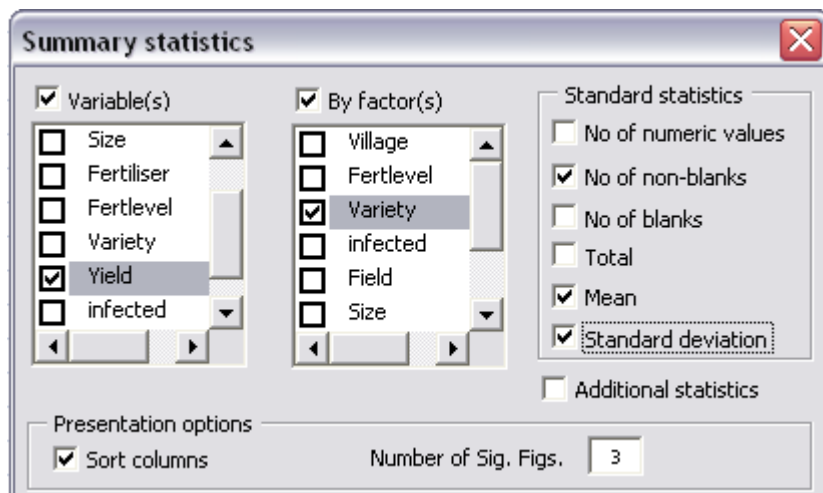 Summary statistics
Variable(s)
Size
Fertiliser
Fertlevel
Variety
Yield
infected
By factor(s)
Village
Fertlevel
Variety
infected
Field
Size
Standard statistics
No of numeric values
No of non-blanks
No of blanks
Total
Mean
Standard deviation
Additional statistics
Presentation options
Sort columns
Number of Sig. Figs. 3